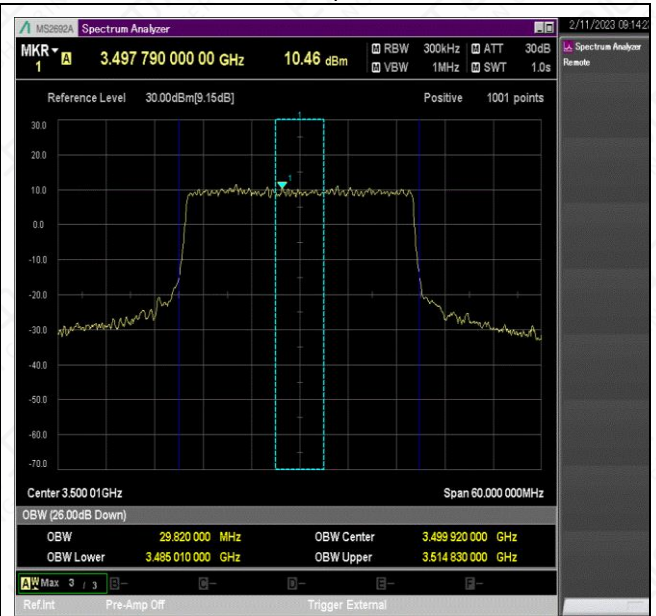 MS2692A Spectrum Analyzer
2/11/2023 09:14:2
MKR 1 A 3.497 790 000 00 GHz 10.46 dBm M RBW 300kHz M ATT 30dB
M VBW 1MHz M SWT 1.0s
Spectrum Analyzer
Remote
Reference Level 30.00dBm[9.15dB] Positive 1001 points
1
30.0
20.0
1
10.0
0.0
-10.0
-20.0
-30.0
-40.0
-50.0
-60.0
-70.0
Center 3.500 01GHz Span 60.000 000MHz
OBW (26.00dB Down)
OBW 29.820 000 MHz OBW Center 3.499 920 000 GHz
OBW Lower 3.485 010 000 GHz OBW Upper 3.514 830 000 GHz
A W Max 3 / 3 B- C- D- E- F-
Ref.Int Pre-Amp Off Trigger External